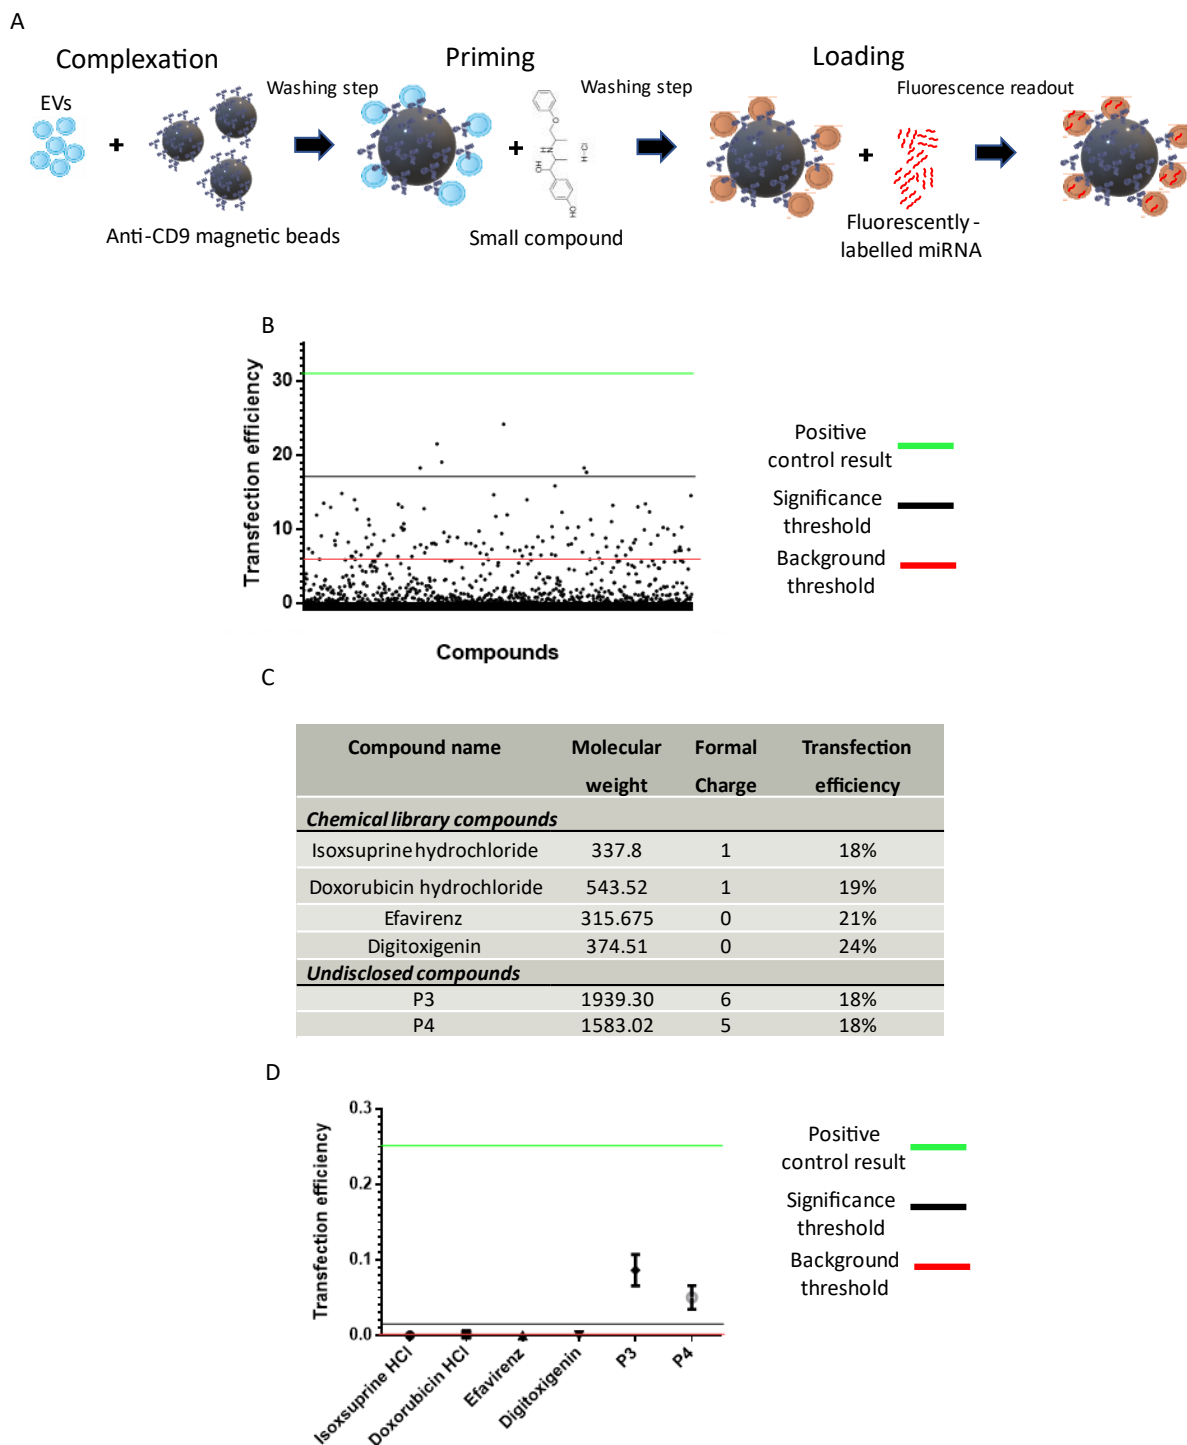 A
Complexation
Priming
Loading
EVs
Washing step
Washing step
Fluorescence readout
+
+
+
OH
HN
O
HO
H-Cl
Anti-CD9 magnetic beads
Small compound
Fluorescently-
labelled miRNA
B
Transfection efficiency
30
20
10
0
Compounds
Positive
control result
Significance
threshold
Background
threshold
C
Compound name Molecular weight Formal Charge Transfection efficiency
Chemical library compounds
Isoxsuprine hydrochloride 337.8 1 18%
Doxorubicin hydrochloride 543.52 1 19%
Efavirenz 315.675 0 21%
Digitoxigenin 374.51 0 24%
Undisclosed compounds
P3 1939.30 6 18%
P4 1583.02 5 18%
D
Transfection efficiency
0.3
0.2
0.1
0.0
Isoxsuprine HCl
Doxorubicin HCl
Efavirenz
Digitoxigenin
P3
P4
Positive
control result
Significance
threshold
Background
threshold